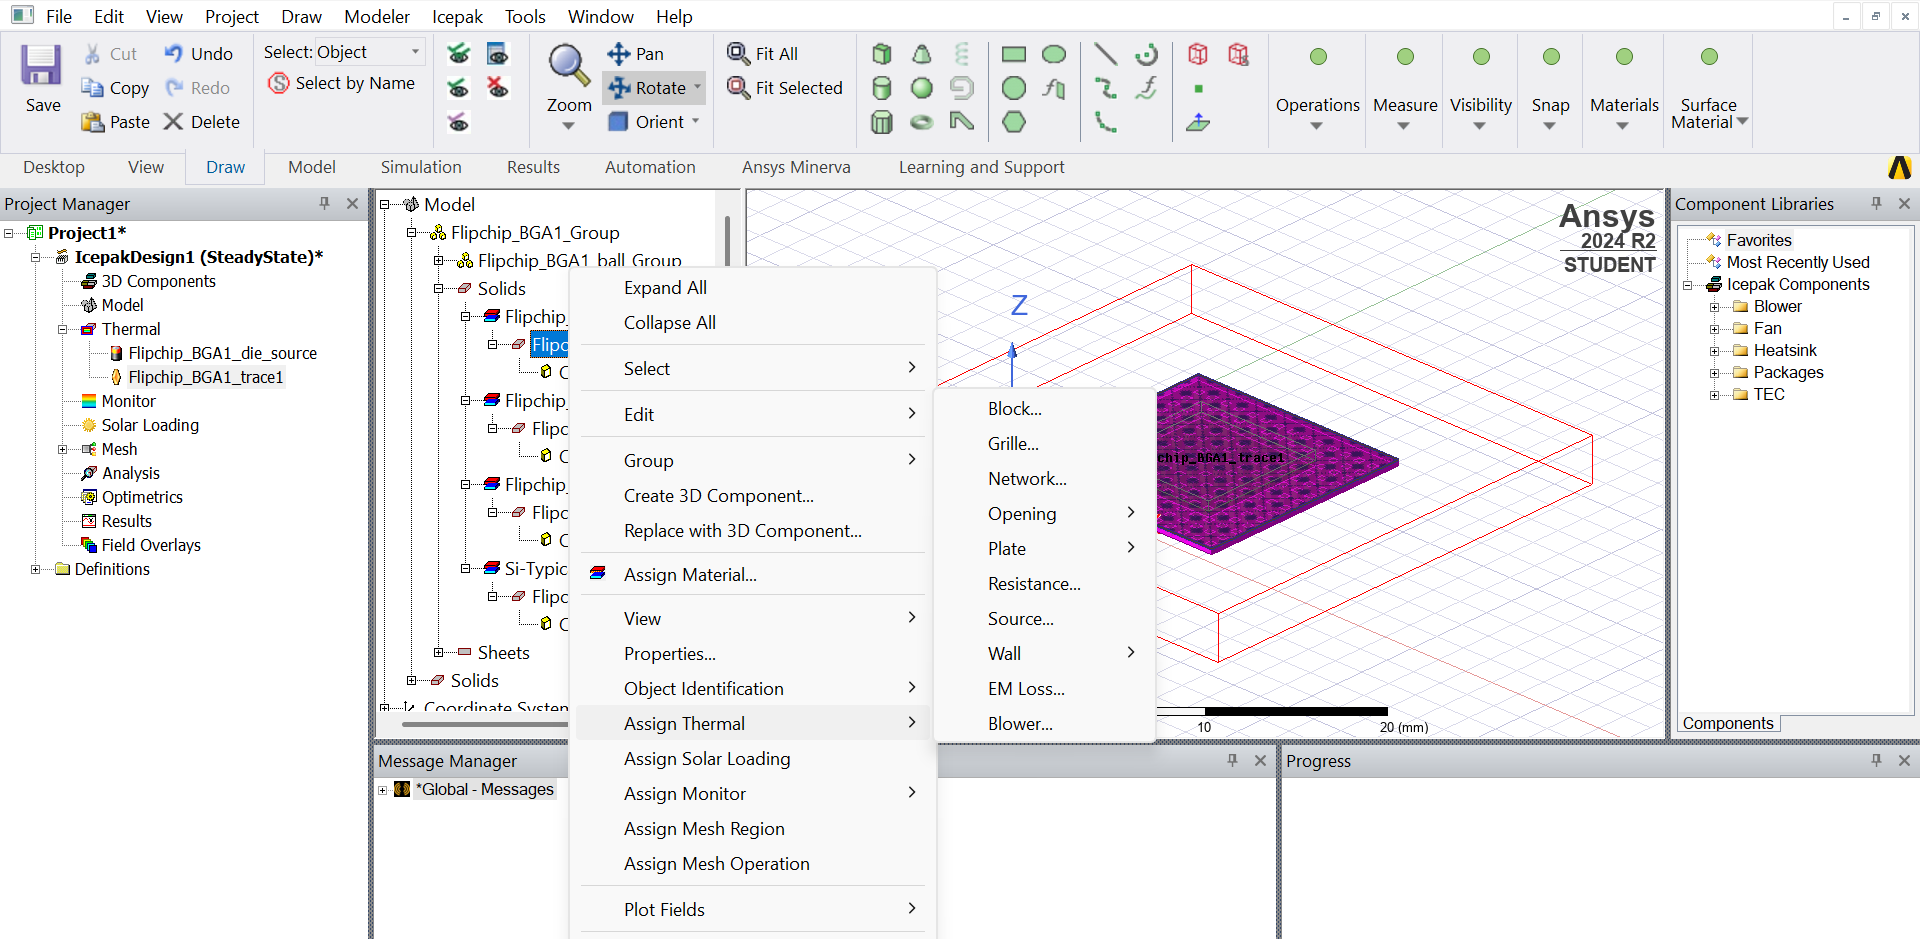 File Edit View Project Draw Modeler Icepak Tools Window Help
Save
Cut
Copy
Paste
Undo
Redo
Delete
Select: Object
Select by Name
Zoom
Pan
Rotate
Orient
Fit All
Fit Selected
Operations
Measure
Visibility
Snap
Materials
Surface
Material
Desktop View Draw Model Simulation Results Automation Ansys Minerva Learning and Support
Project Manager
Project1*
IcepakDesign1 (SteadyState)*
3D Components
Model
Thermal
Flipchip_BGA1_die_source
Flipchip_BGA1_trace1
Monitor
Solar Loading
Mesh
Analysis
Optimetrics
Results
Field Overlays
Definitions
Model
Flipchip_BGA1_Group
Flipchip_BGA1_ball_Group
Solids
Flipchip_
Flipc
C
Flipchip_
Flipc
C
Flipchip_
Flipc
C
Si-Typic
Flipc
C
Sheets
Solids
Coordinate System
Expand All
Collapse All
Select
Edit
Group
Create 3D Component...
Replace with 3D Component...
Assign Material...
View
Properties...
Object Identification
Assign Thermal
Assign Solar Loading
Assign Monitor
Assign Mesh Region
Assign Mesh Operation
Plot Fields
Block...
Grille...
Network...
Opening
Plate
Resistance...
Source...
Wall
EM Loss...
Blower...
Z
chip_BGA1_trace1
Ansys
2024 R2
STUDENT
10
20 (mm)
Component Libraries
Favorites
Most Recently Used
Icepak Components
Blower
Fan
Heatsink
Packages
TEC
Components
Message Manager
*Global - Messages
Progress